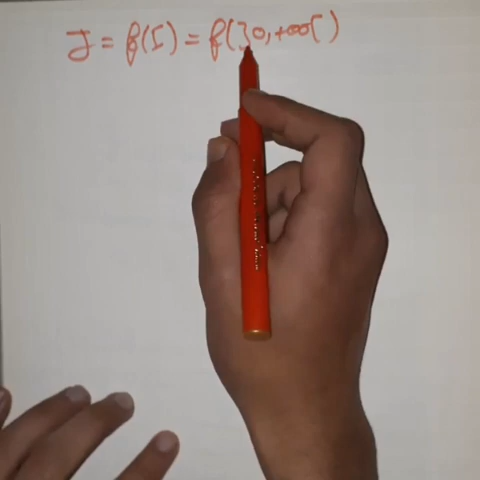 J = f(I) = f(]0,+∞[)